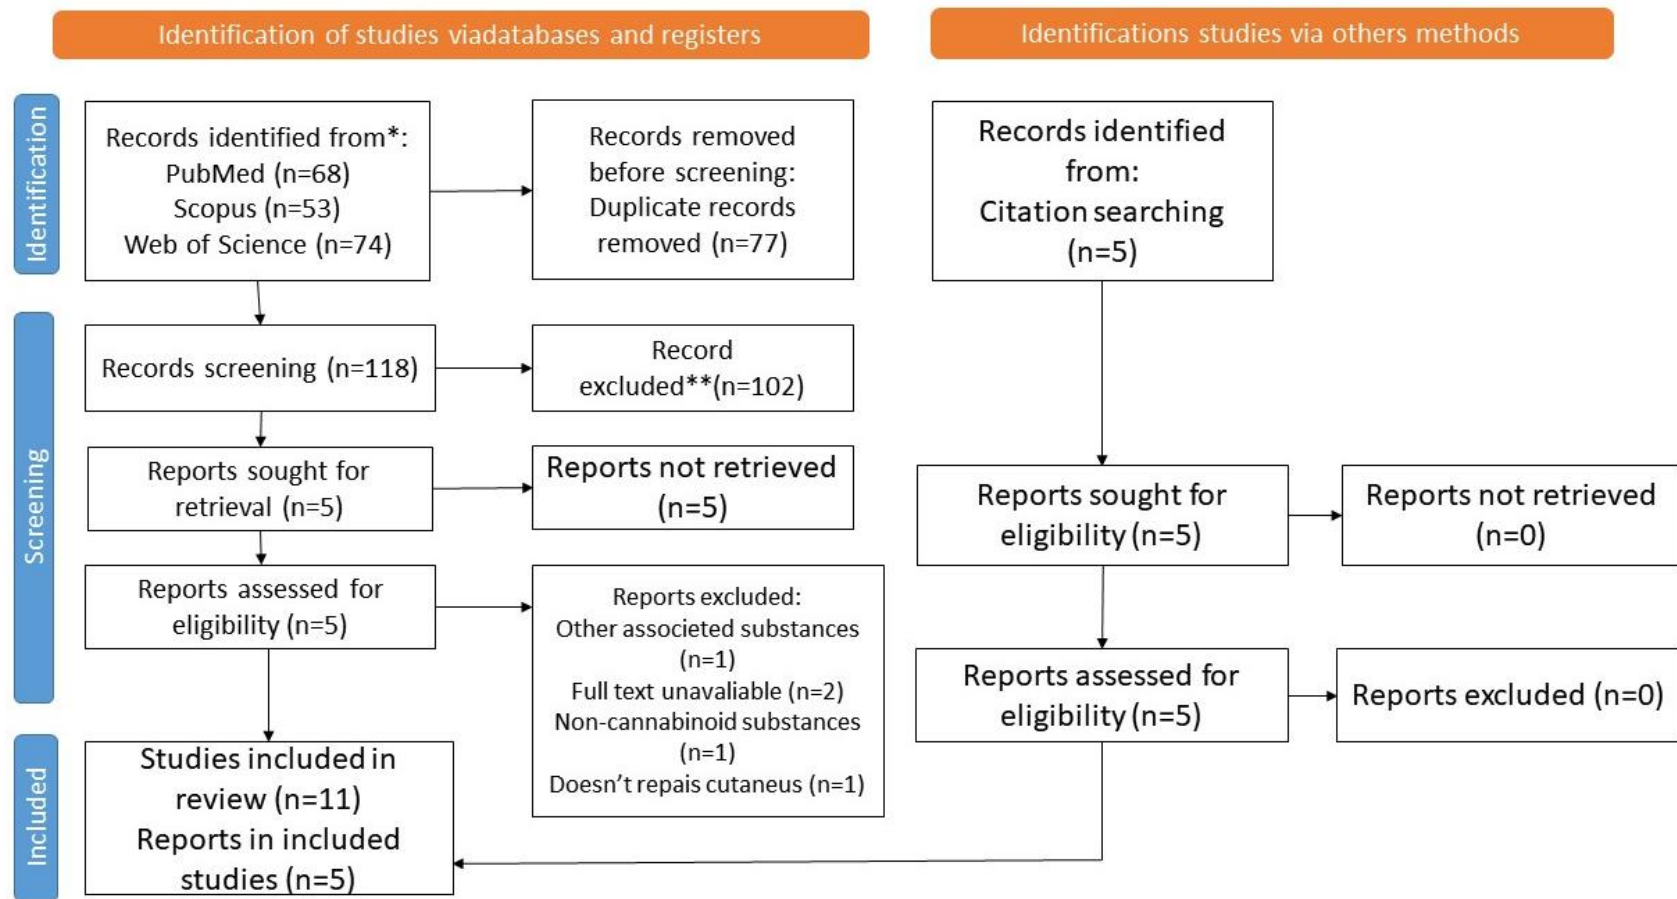 Identification of studies viadatabases and registers
Identifications studies via others methods
Identification
Records identified from*:
PubMed (n=68)
Scopus (n=53)
Web of Science (n=74)
Records removed
before screening:
Duplicate records
removed (n=77)
Records identified
from:
Citation searching
(n=5)
Screening
Records screening (n=118)
Record
excluded**(n=102)
Reports sought for
retrieval (n=5)
Reports not retrieved
(n=5)
Reports sought for
eligibility (n=5)
Reports not retrieved
(n=0)
Reports assessed for
eligibility (n=5)
Reports excluded:
Other associeted substances
(n=1)
Full text unavaliable (n=2)
Non-cannabinoid substances
(n=1)
Doesn’t repais cutaneus (n=1)
Reports assessed for
eligibility (n=5)
Reports excluded (n=0)
Included
Studies included in
review (n=11)
Reports in included
studies (n=5)